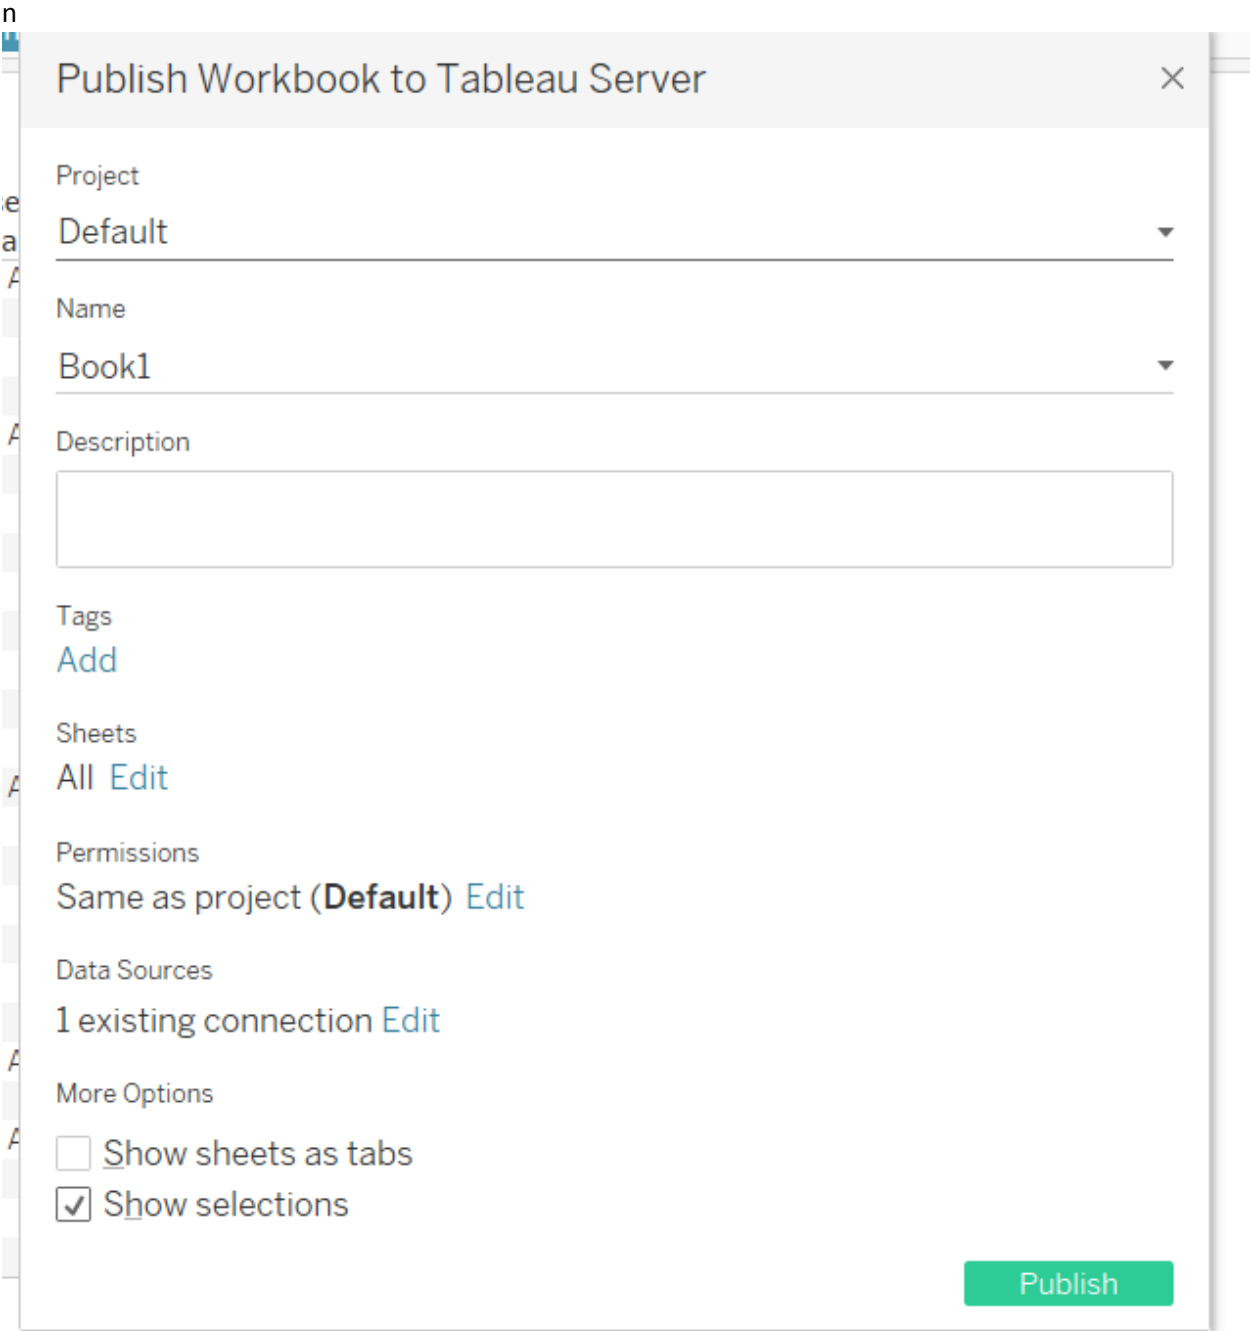 n
Publish Workbook to Tableau Server
Project
Default
Name
Book1
Description
Tags
Add
Sheets
All Edit
Permissions
Same as project (Default) Edit
Data Sources
1 existing connection Edit
More Options
Show sheets as tabs
Show selections
Publish